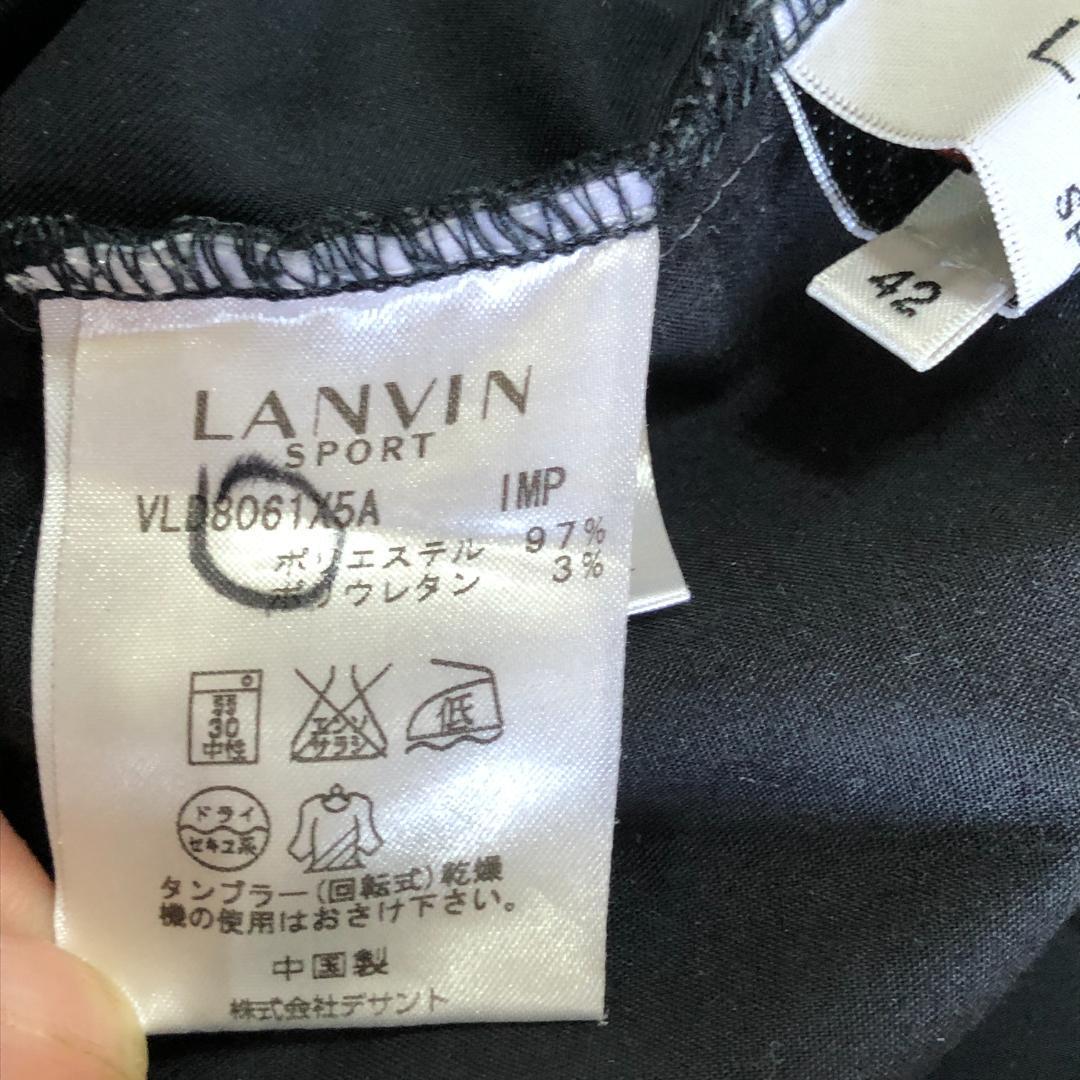 LANVIN
SPORT
VLD8061X5A IMP
ポリエステル 97%
ポリウレタン 3%
弱
30
中性
エンソ
サラシ
低
ドライ
セキユ系
タンブラー(回転式)乾燥
機の使用はおさけ下さい。
中国製
株式会社デサント
42